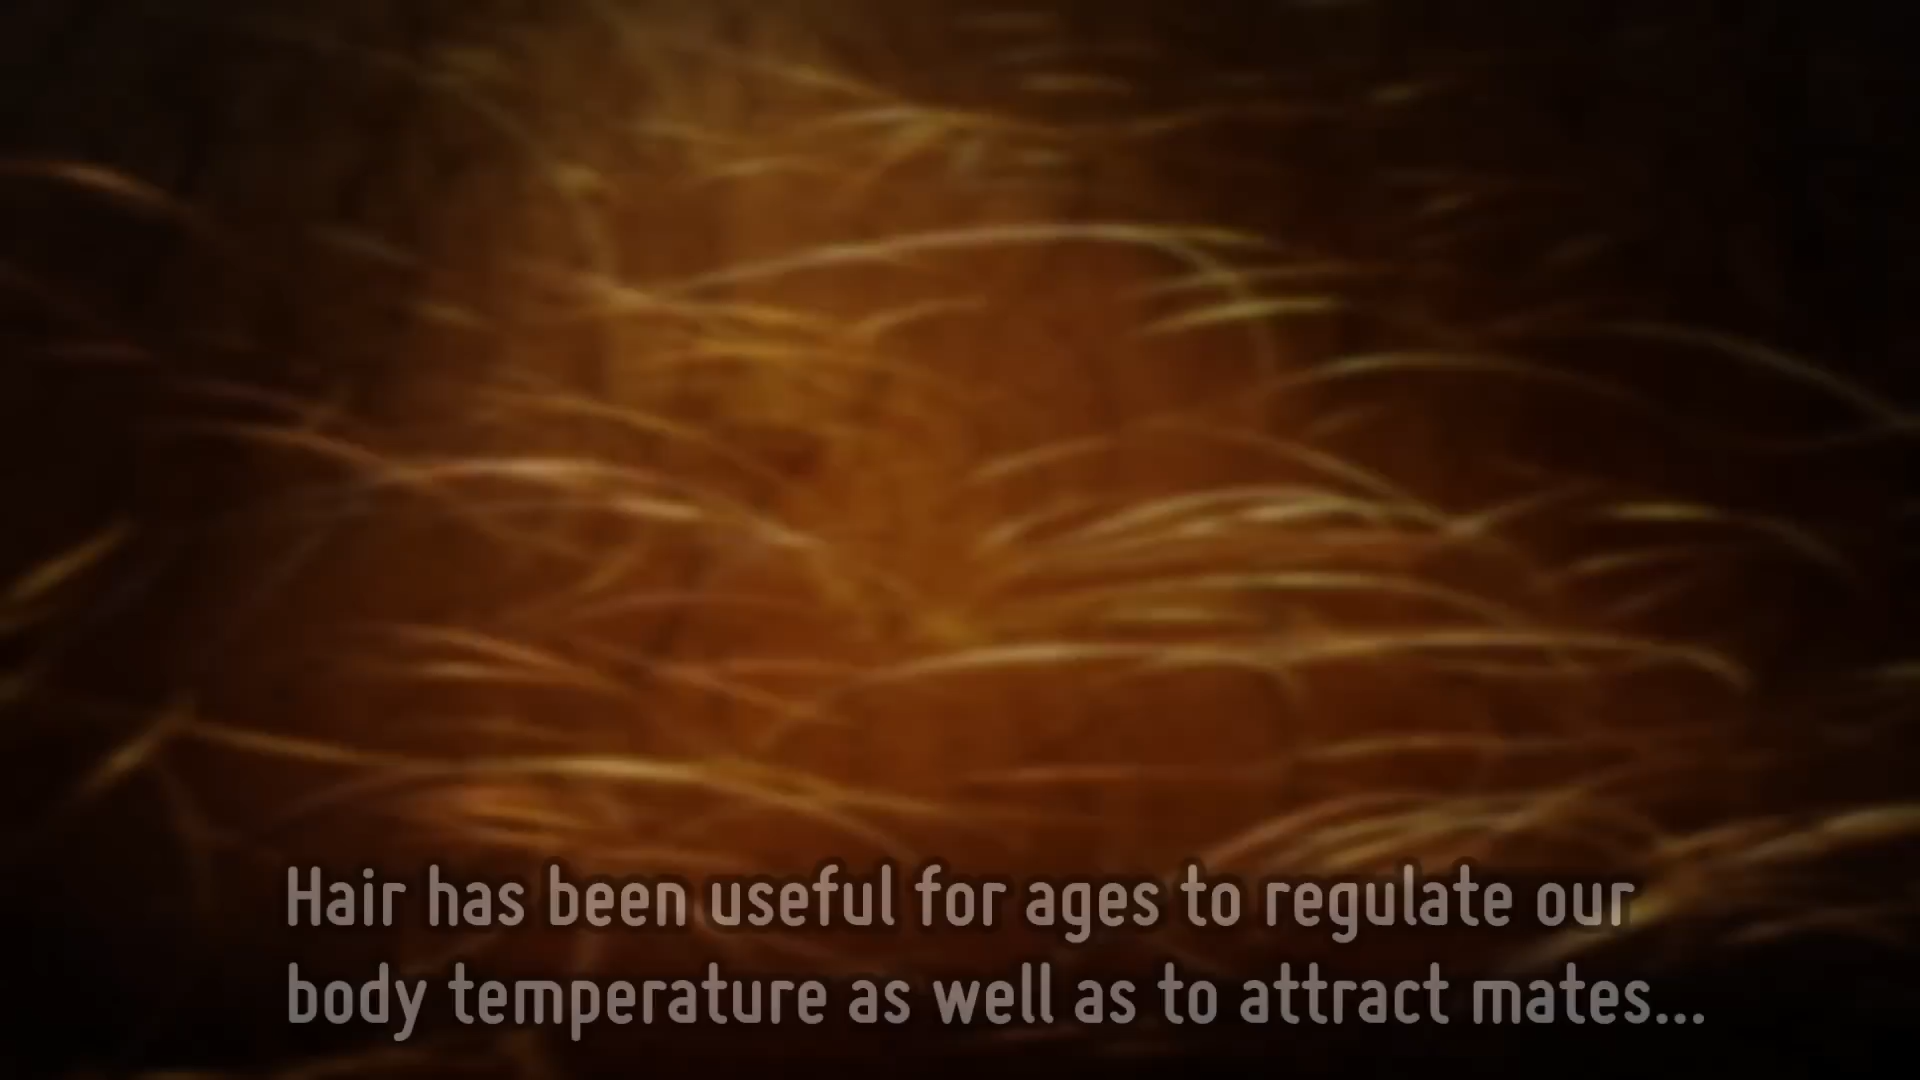 Hair has been useful for ages to regulate our
body temperature as well as to attract mates...